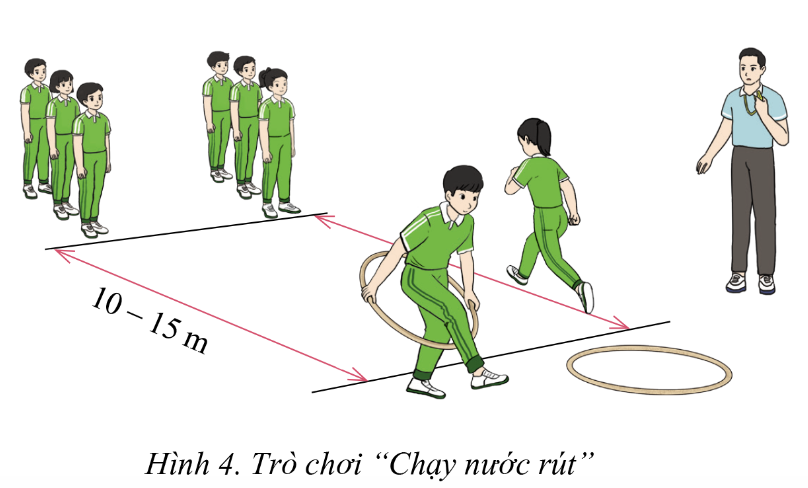 10 – 15 m
Hình 4. Trò chơi “Chạy nước rút”